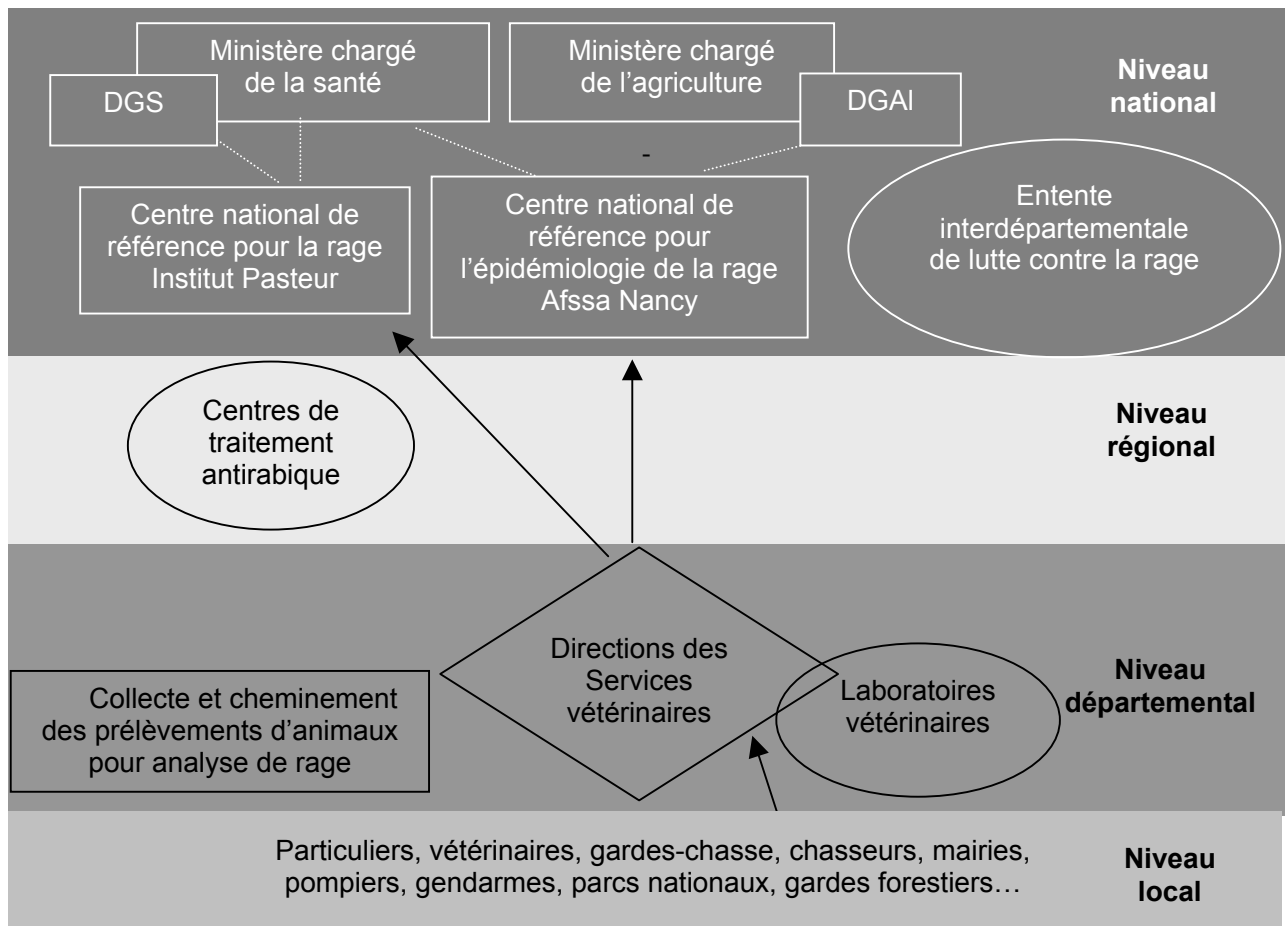 Ministère chargé
de la santé
Ministère chargé
de l’agriculture
Niveau
national
DGS
DGAl
-
Centre national de
référence pour la rage
Institut Pasteur
Centre national de
référence pour
l’épidémiologie de la rage
Afssa Nancy
Entente
interdépartementale
de lutte contre la rage
Centres de
traitement
antirabique
Niveau
régional
Directions des
Services
vétérinaires
Laboratoires
vétérinaires
Niveau
départemental
Collecte et cheminement
des prélèvements d’animaux
pour analyse de rage
Particuliers, vétérinaires, gardes-chasse, chasseurs, mairies,
pompiers, gendarmes, parcs nationaux, gardes forestiers…
Niveau
local